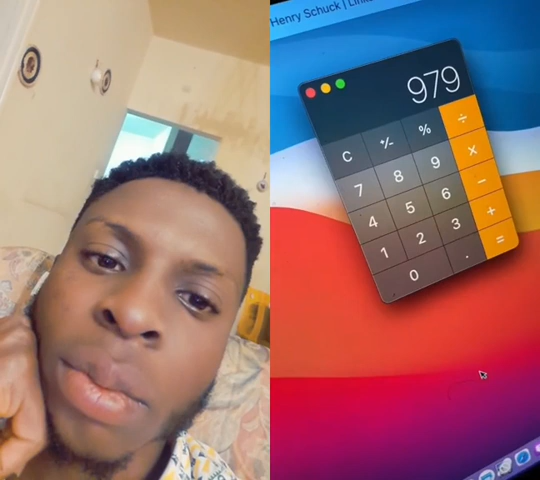 Henry Schuck | Link
979
C +/- % ÷
7 8 9 x
4 5 6 −
1 2 3 +
0 . =